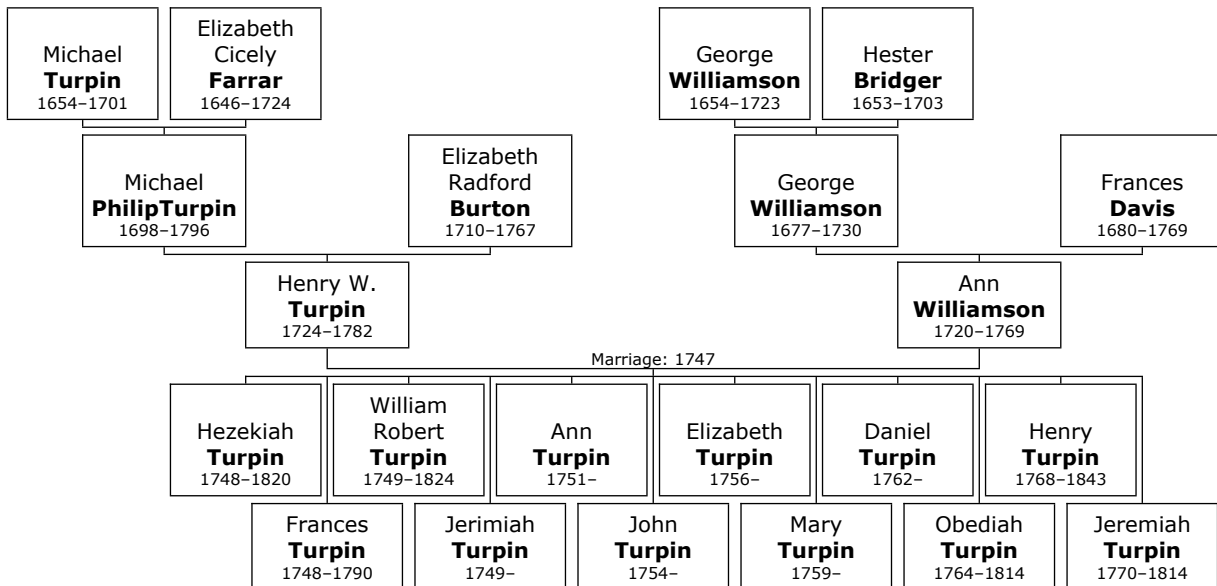 Michael
Turpin
1654–1701
Elizabeth
Cicely
Farrar
1646–1724
George
Williamson
1654–1723
Hester
Bridger
1653–1703
Michael
PhilipTurpin
1698–1796
Elizabeth
Radford
Burton
1710–1767
George
Williamson
1677–1730
Frances
Davis
1680–1769
Henry W.
Turpin
1724–1782
Ann
Williamson
1720–1769
Marriage: 1747
Hezekiah
Turpin
1748–1820
William
Robert
Turpin
1749–1824
Ann
Turpin
1751–
Elizabeth
Turpin
1756–
Daniel
Turpin
1762–
Henry
Turpin
1768–1843
Frances
Turpin
1748–1790
Jerimiah
Turpin
1749–
John
Turpin
1754–
Mary
Turpin
1759–
Obediah
Turpin
1764–1814
Jeremiah
Turpin
1770–1814